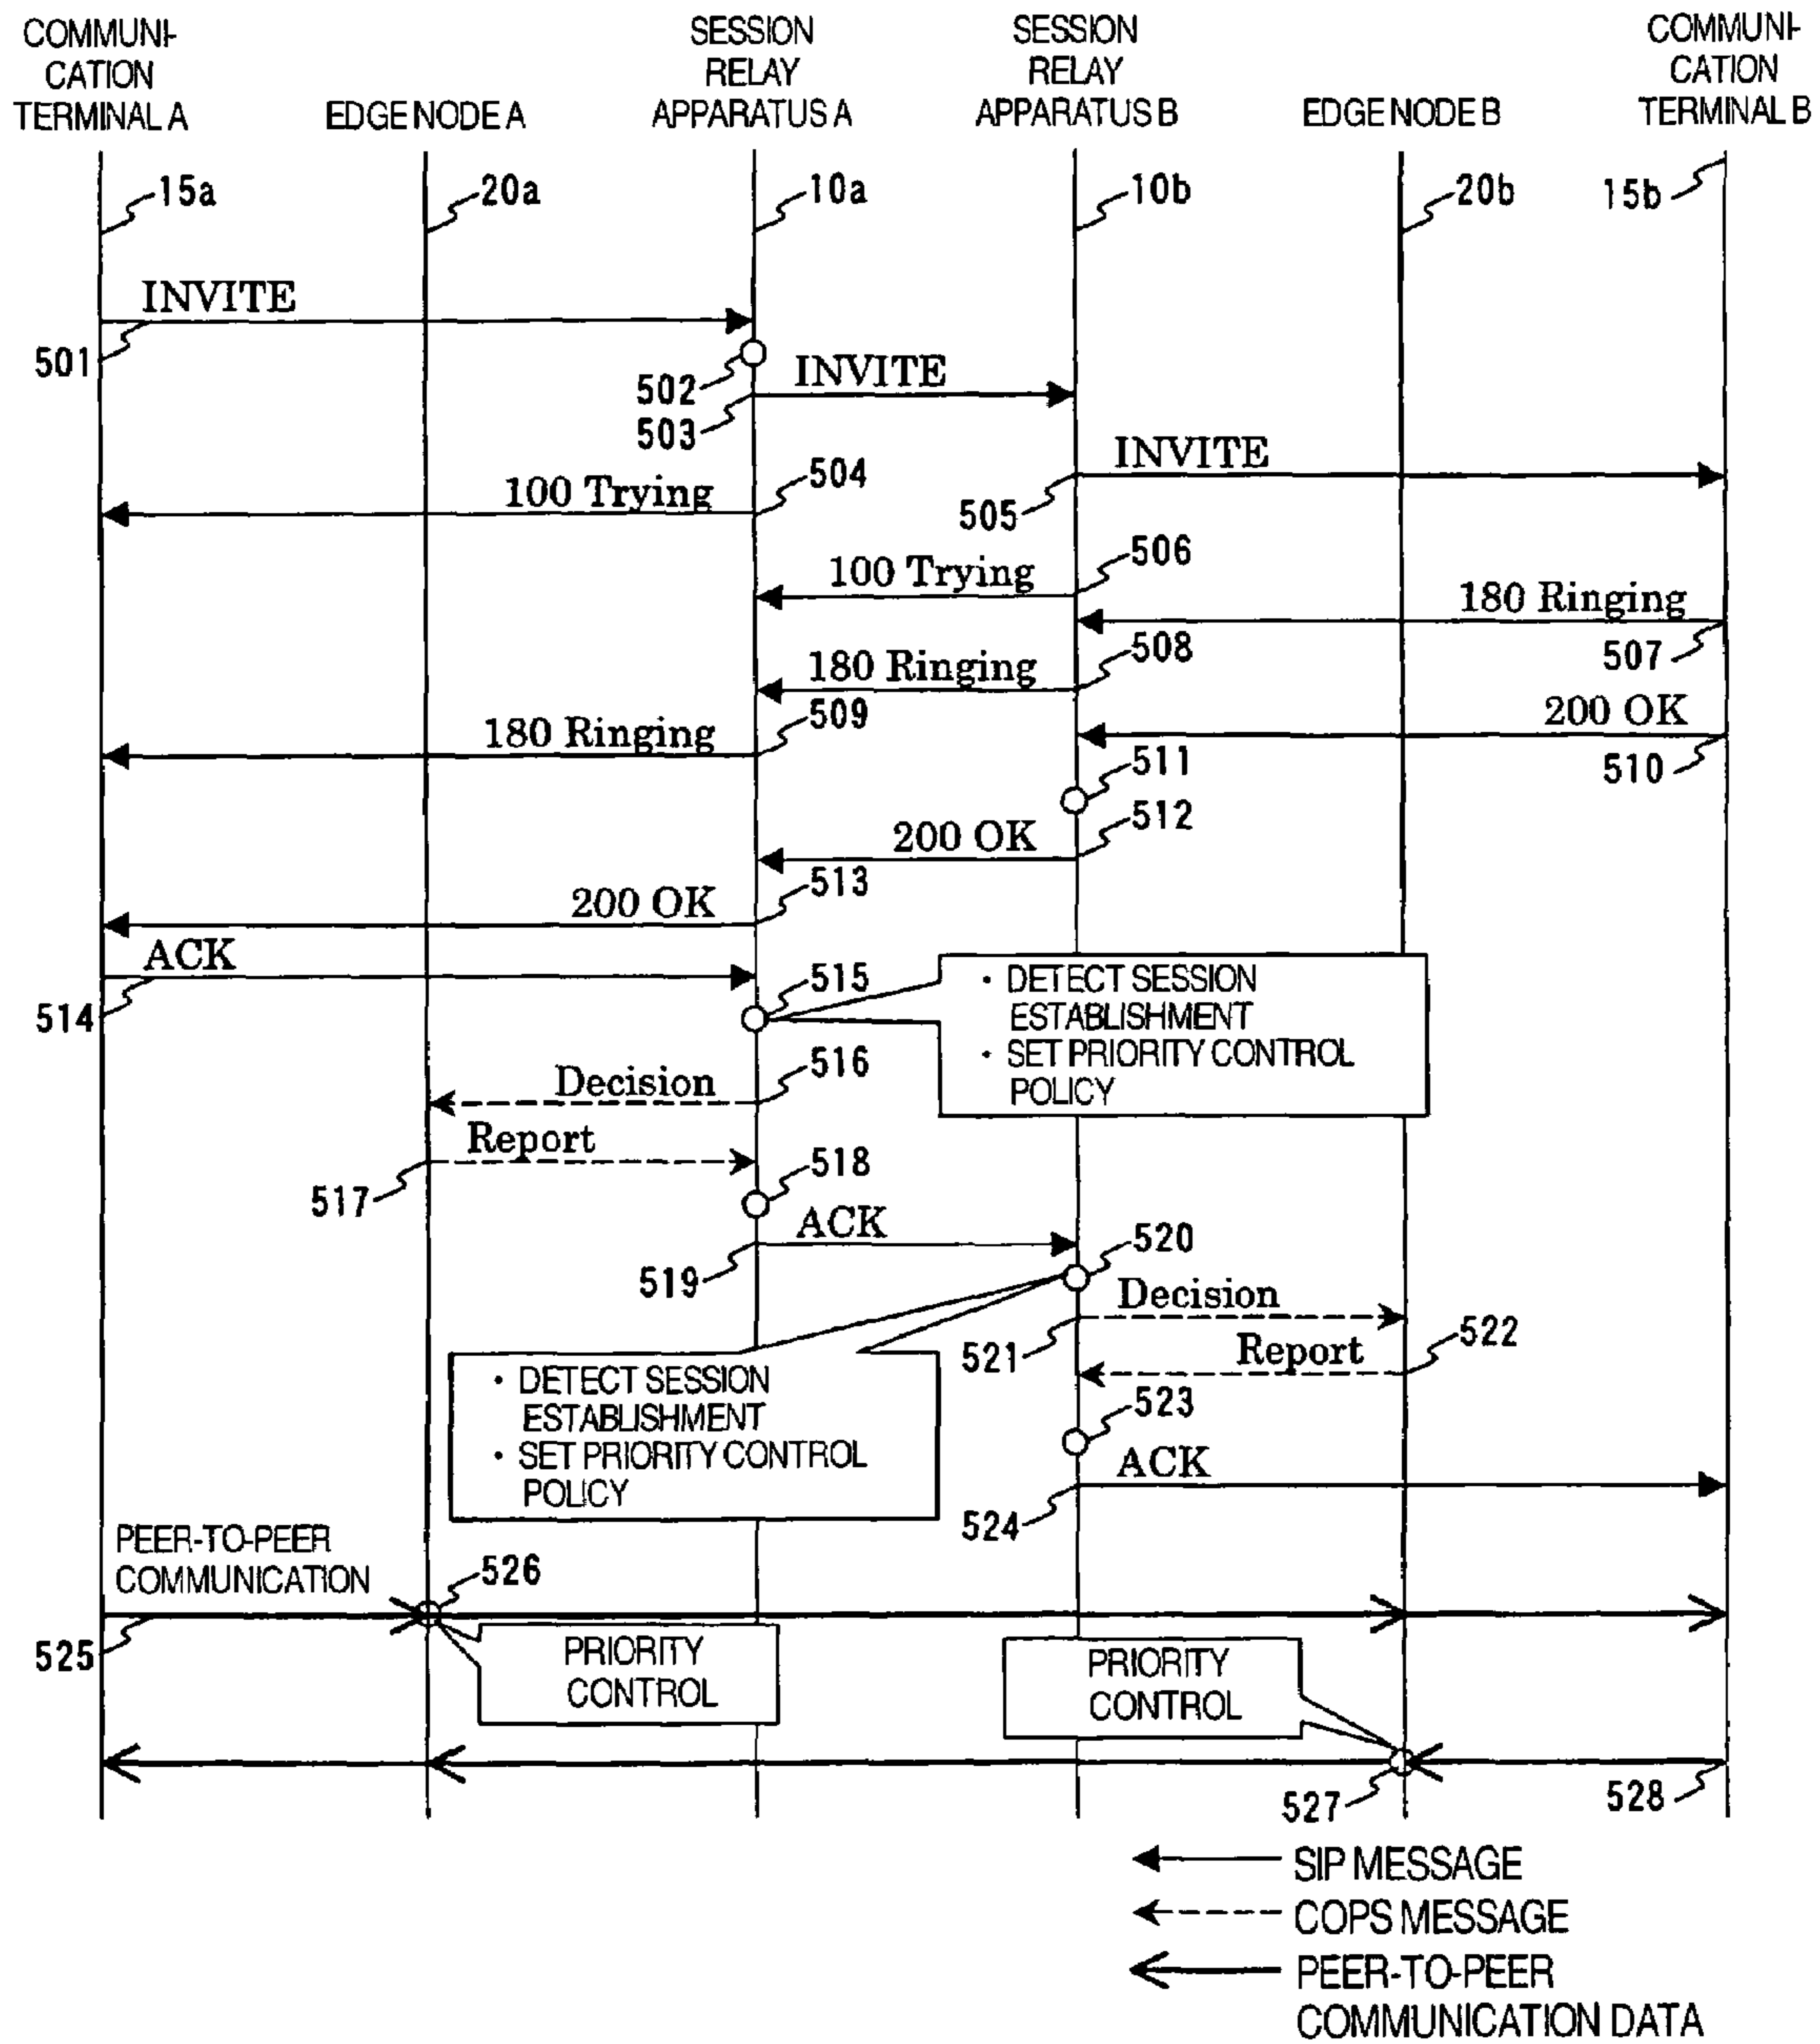 COMMUNI-
CATION
TERMINAL A
EDGE NODE A
SESSION
RELAY
APPARATUS A
SESSION
RELAY
APPARATUS B
EDGE NODE B
COMMUNI-
CATION
TERMINAL B
15a
20a
10a
10b
20b
15b
INVITE
501
502
INVITE
503
INVITE
504
100 Trying
505
506
100 Trying
180 Ringing
507
508
180 Ringing
509
180 Ringing
200 OK
510
511
512
200 OK
513
200 OK
ACK
514
515
• DETECT SESSION
ESTABLISHMENT
• SET PRIORITY CONTROL
POLICY
516
Decision
Report
517
518
ACK
519
520
Decision
521
522
Report
• DETECT SESSION
ESTABLISHMENT
• SET PRIORITY CONTROL
POLICY
523
ACK
524
PEER-TO-PEER
COMMUNICATION
526
525
PRIORITY
CONTROL
PRIORITY
CONTROL
527
528
SIP MESSAGE
COPS MESSAGE
PEER-TO-PEER
COMMUNICATION DATA